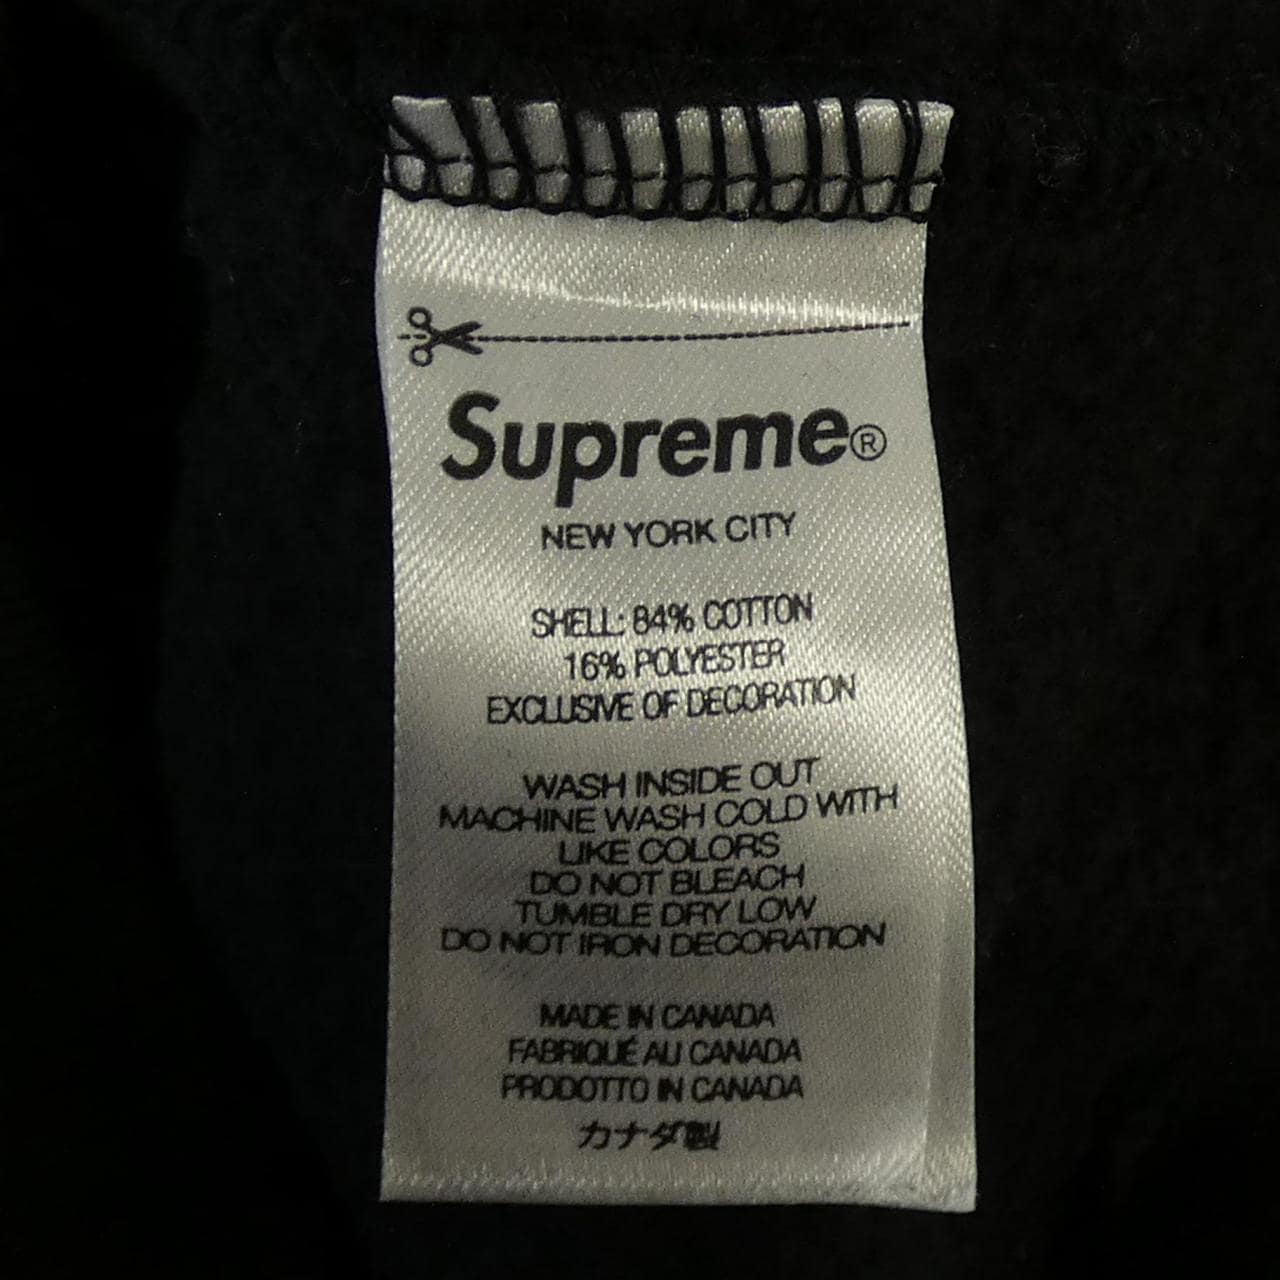 Supreme®
NEW YORK CITY
SHELL: 84% COTTON
16% POLYESTER
EXCLUSIVE OF DECORATION
WASH INSIDE OUT
MACHINE WASH COLD WITH
LIKE COLORS
DO NOT BLEACH
TUMBLE DRY LOW
DO NOT IRON DECORATION
MADE IN CANADA
FABRIQUÉ AU CANADA
PRODOTTO IN CANADA
カナダ製